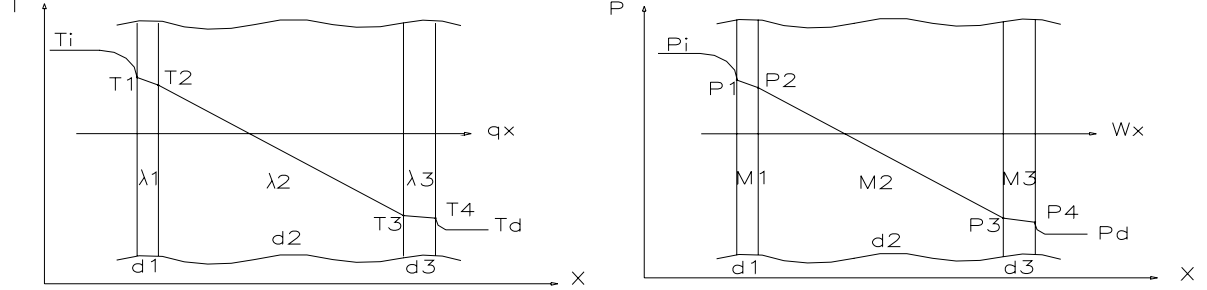 T
Ti
T1
T2
qx
λ1
λ2
λ3
T3
T4
Td
d2
d1
d3
X
P
Pi
P1
P2
Wx
M1
M2
M3
P3
P4
Pd
d2
d1
d3
X